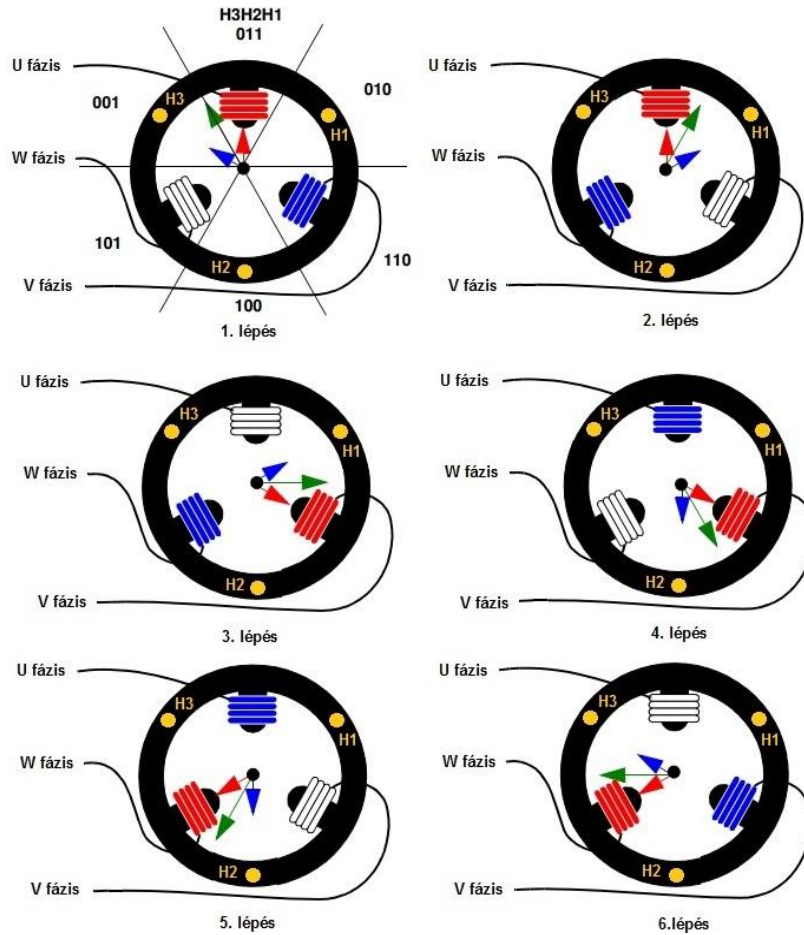 H3H2H1
011
U fázis
001
H3
010
H1
W fázis
101
H2
110
V fázis
100
1. lépés
U fázis
H3
H1
W fázis
H2
V fázis
2. lépés
U fázis
H3
H1
W fázis
H2
V fázis
3. lépés
U fázis
H3
H1
W fázis
H2
V fázis
4. lépés
U fázis
H3
H1
W fázis
H2
V fázis
5. lépés
U fázis
H3
H1
W fázis
H2
V fázis
6.lépés